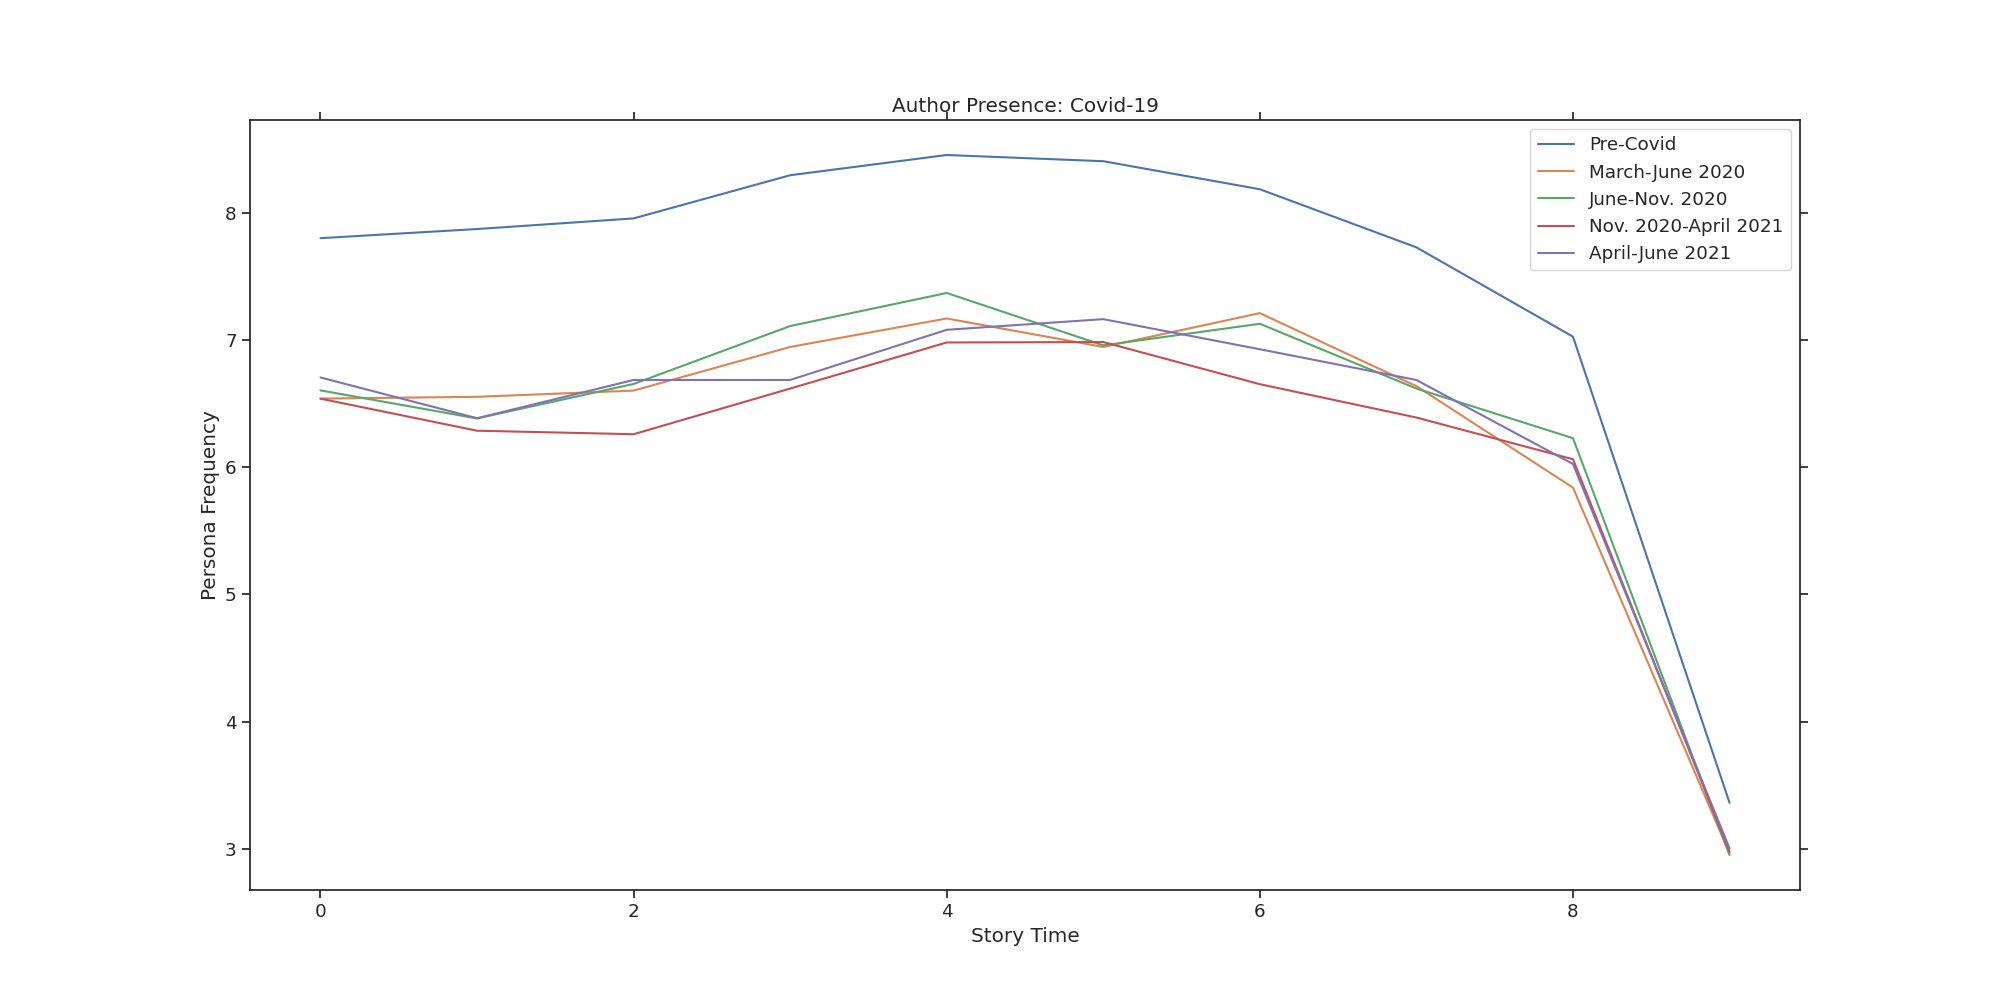 Author Presence: Covid-19
Pre-Covid
March-June 2020
June-Nov. 2020
Nov. 2020-April 2021
April-June 2021
8
7
6
5
4
3
Persona Frequency
0 2 4 6 8
Story Time